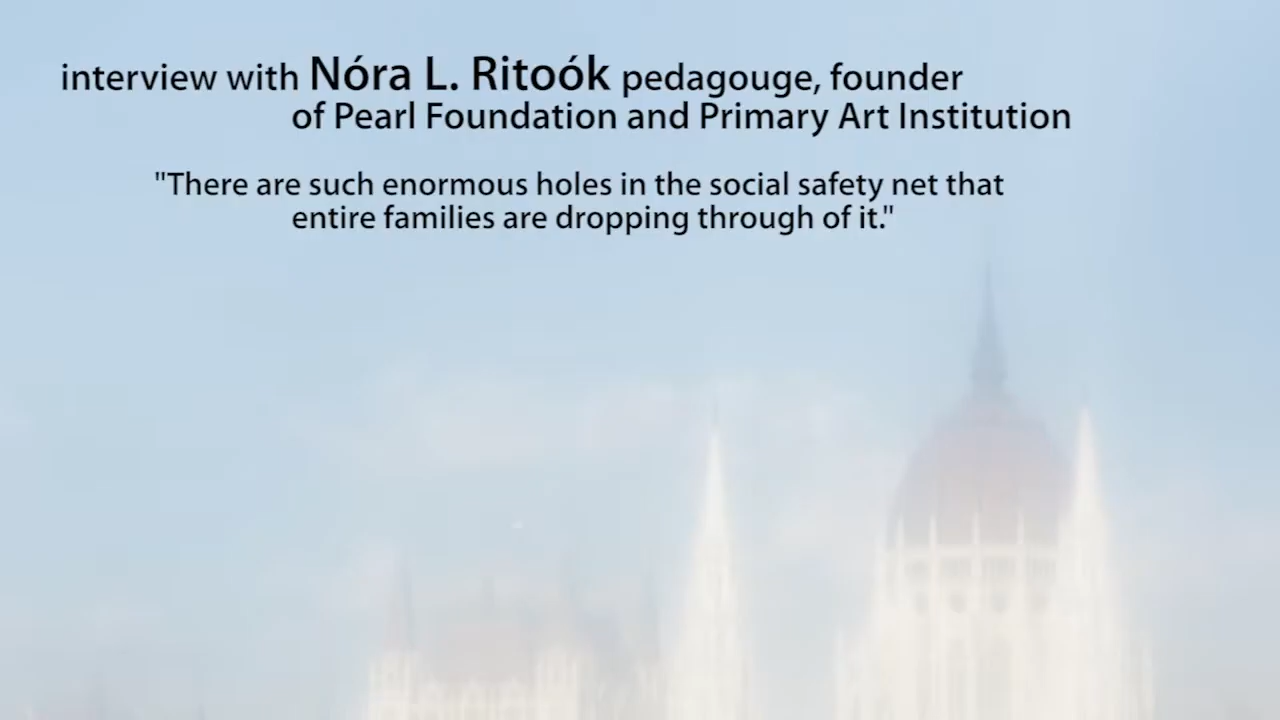 interview with Nóra L. Ritoók pedagouge, founder
of Pearl Foundation and Primary Art Institution
"There are such enormous holes in the social safety net that
entire families are dropping through of it."